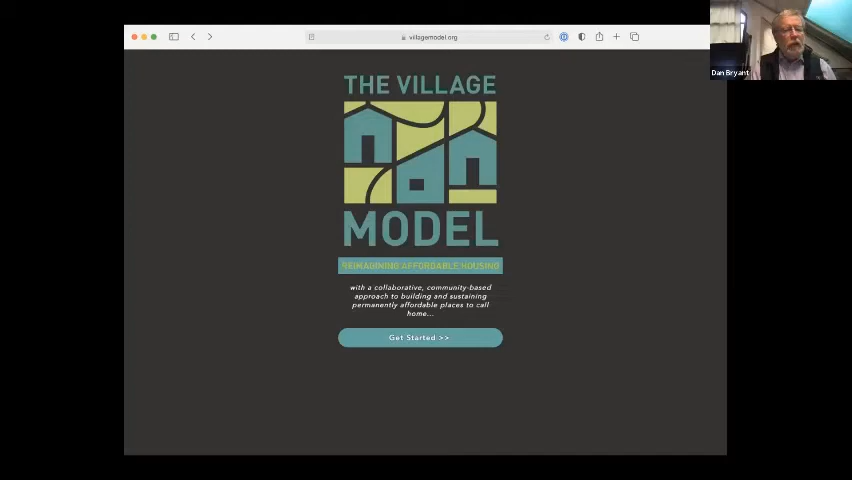 villagemodel.org
Dan Bryant
THE VILLAGE
MODEL
REIMAGINING AFFORDABLE HOUSING
with a collaborative, community-based
approach to building and sustaining
permanently affordable places to call
home...
Get Started >>